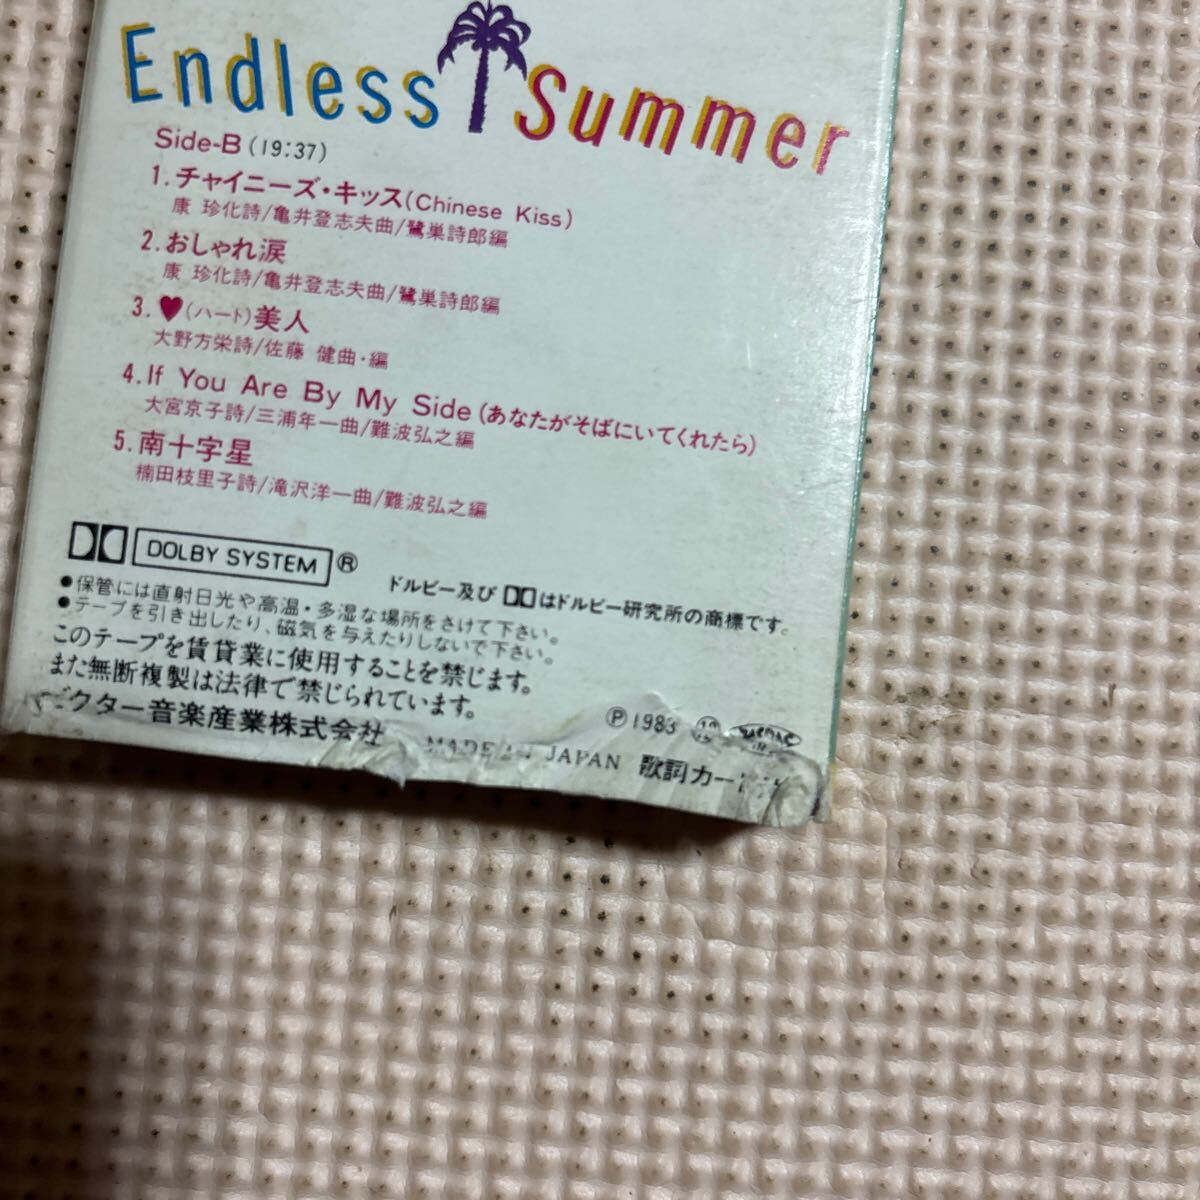 Endless Summer
Side-B (19:37)
1. チャイニーズ・キッス (Chinese Kiss)
康 珍化詩/亀井登志夫曲/鷺巣詩郎編
2. おしゃれ涙
康 珍化詩/亀井登志夫曲/鷺巣詩郎編
3. ♥(ハート)美人
大野方栄詩/佐藤 健曲・編
4. If You Are By My Side (あなたがそばにいてくれたら)
大宮京子詩/三浦年一曲/難波弘之編
5. 南十字星
楠田枝里子詩/滝沢洋一曲/難波弘之編
DOLBY SYSTEM ®
ドルビー及び はドルビー研究所の商標です。
●保管には直射日光や高温・多湿な場所をさけて下さい。
●テープを引き出したり、磁気を与えたりしないで下さい。
このテープを賃貸業に使用することを禁じます。
また無断複製は法律で禁じられています。
ビクター音楽産業株式会社
Ⓟ1983
MADE IN JAPAN 歌詞カード